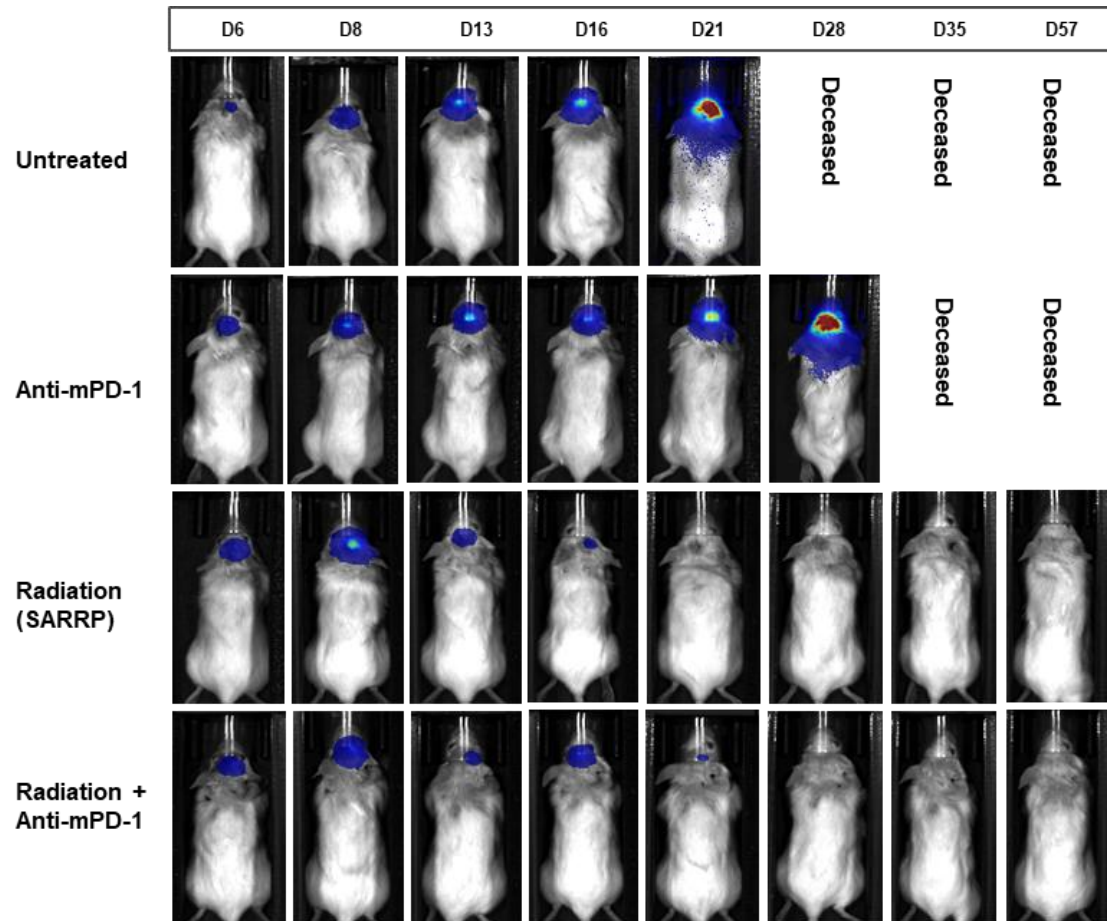 D6 D8 D13 D16 D21 D28 D35 D57
Untreated
Deceased
Deceased
Deceased
Anti-mPD-1
Deceased
Deceased
Radiation
(SARRP)
Radiation +
Anti-mPD-1